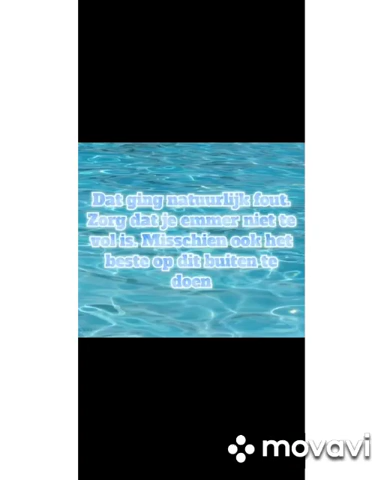 Dat ging natuurlijk fout.
Zorg dat je emmer niet te
vol is. Misschien ook het
beste op dit buiten te
doen
movavi